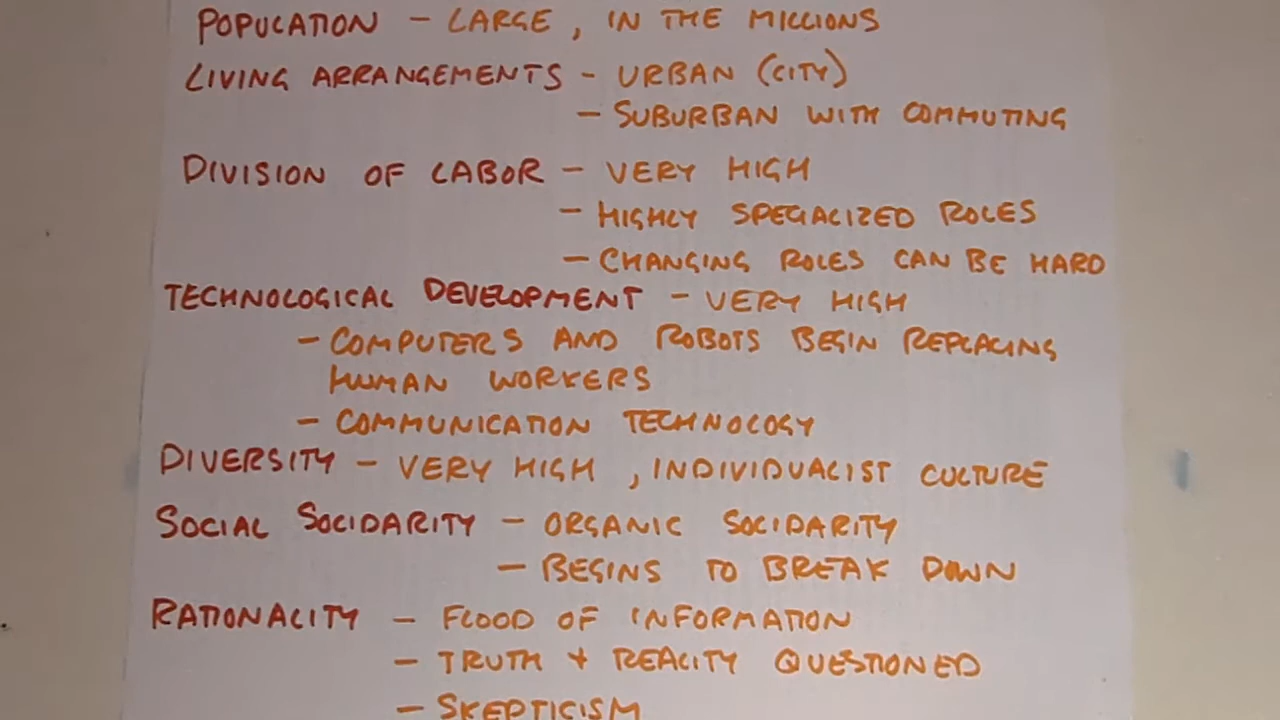 POPULATION - LARGE, IN THE MILLIONS
LIVING ARRANGEMENTS - URBAN (CITY)
- SUBURBAN WITH COMMUTING
DIVISION OF LABOR - VERY HIGH
- HIGHLY SPECIALIZED ROLES
- CHANGING ROLES CAN BE HARD
TECHNOLOGICAL DEVELOPMENT - VERY HIGH
- COMPUTERS AND ROBOTS BEGIN REPLACING
HUMAN WORKERS
- COMMUNICATION TECHNOLOGY
DIVERSITY - VERY HIGH, INDIVIDUALIST CULTURE
SOCIAL SOLIDARITY - ORGANIC SOLIDARITY
- BEGINS TO BREAK DOWN
RATIONALITY - FLOOD OF INFORMATION
- TRUTH + REALITY QUESTIONED
- SKEPTICISM